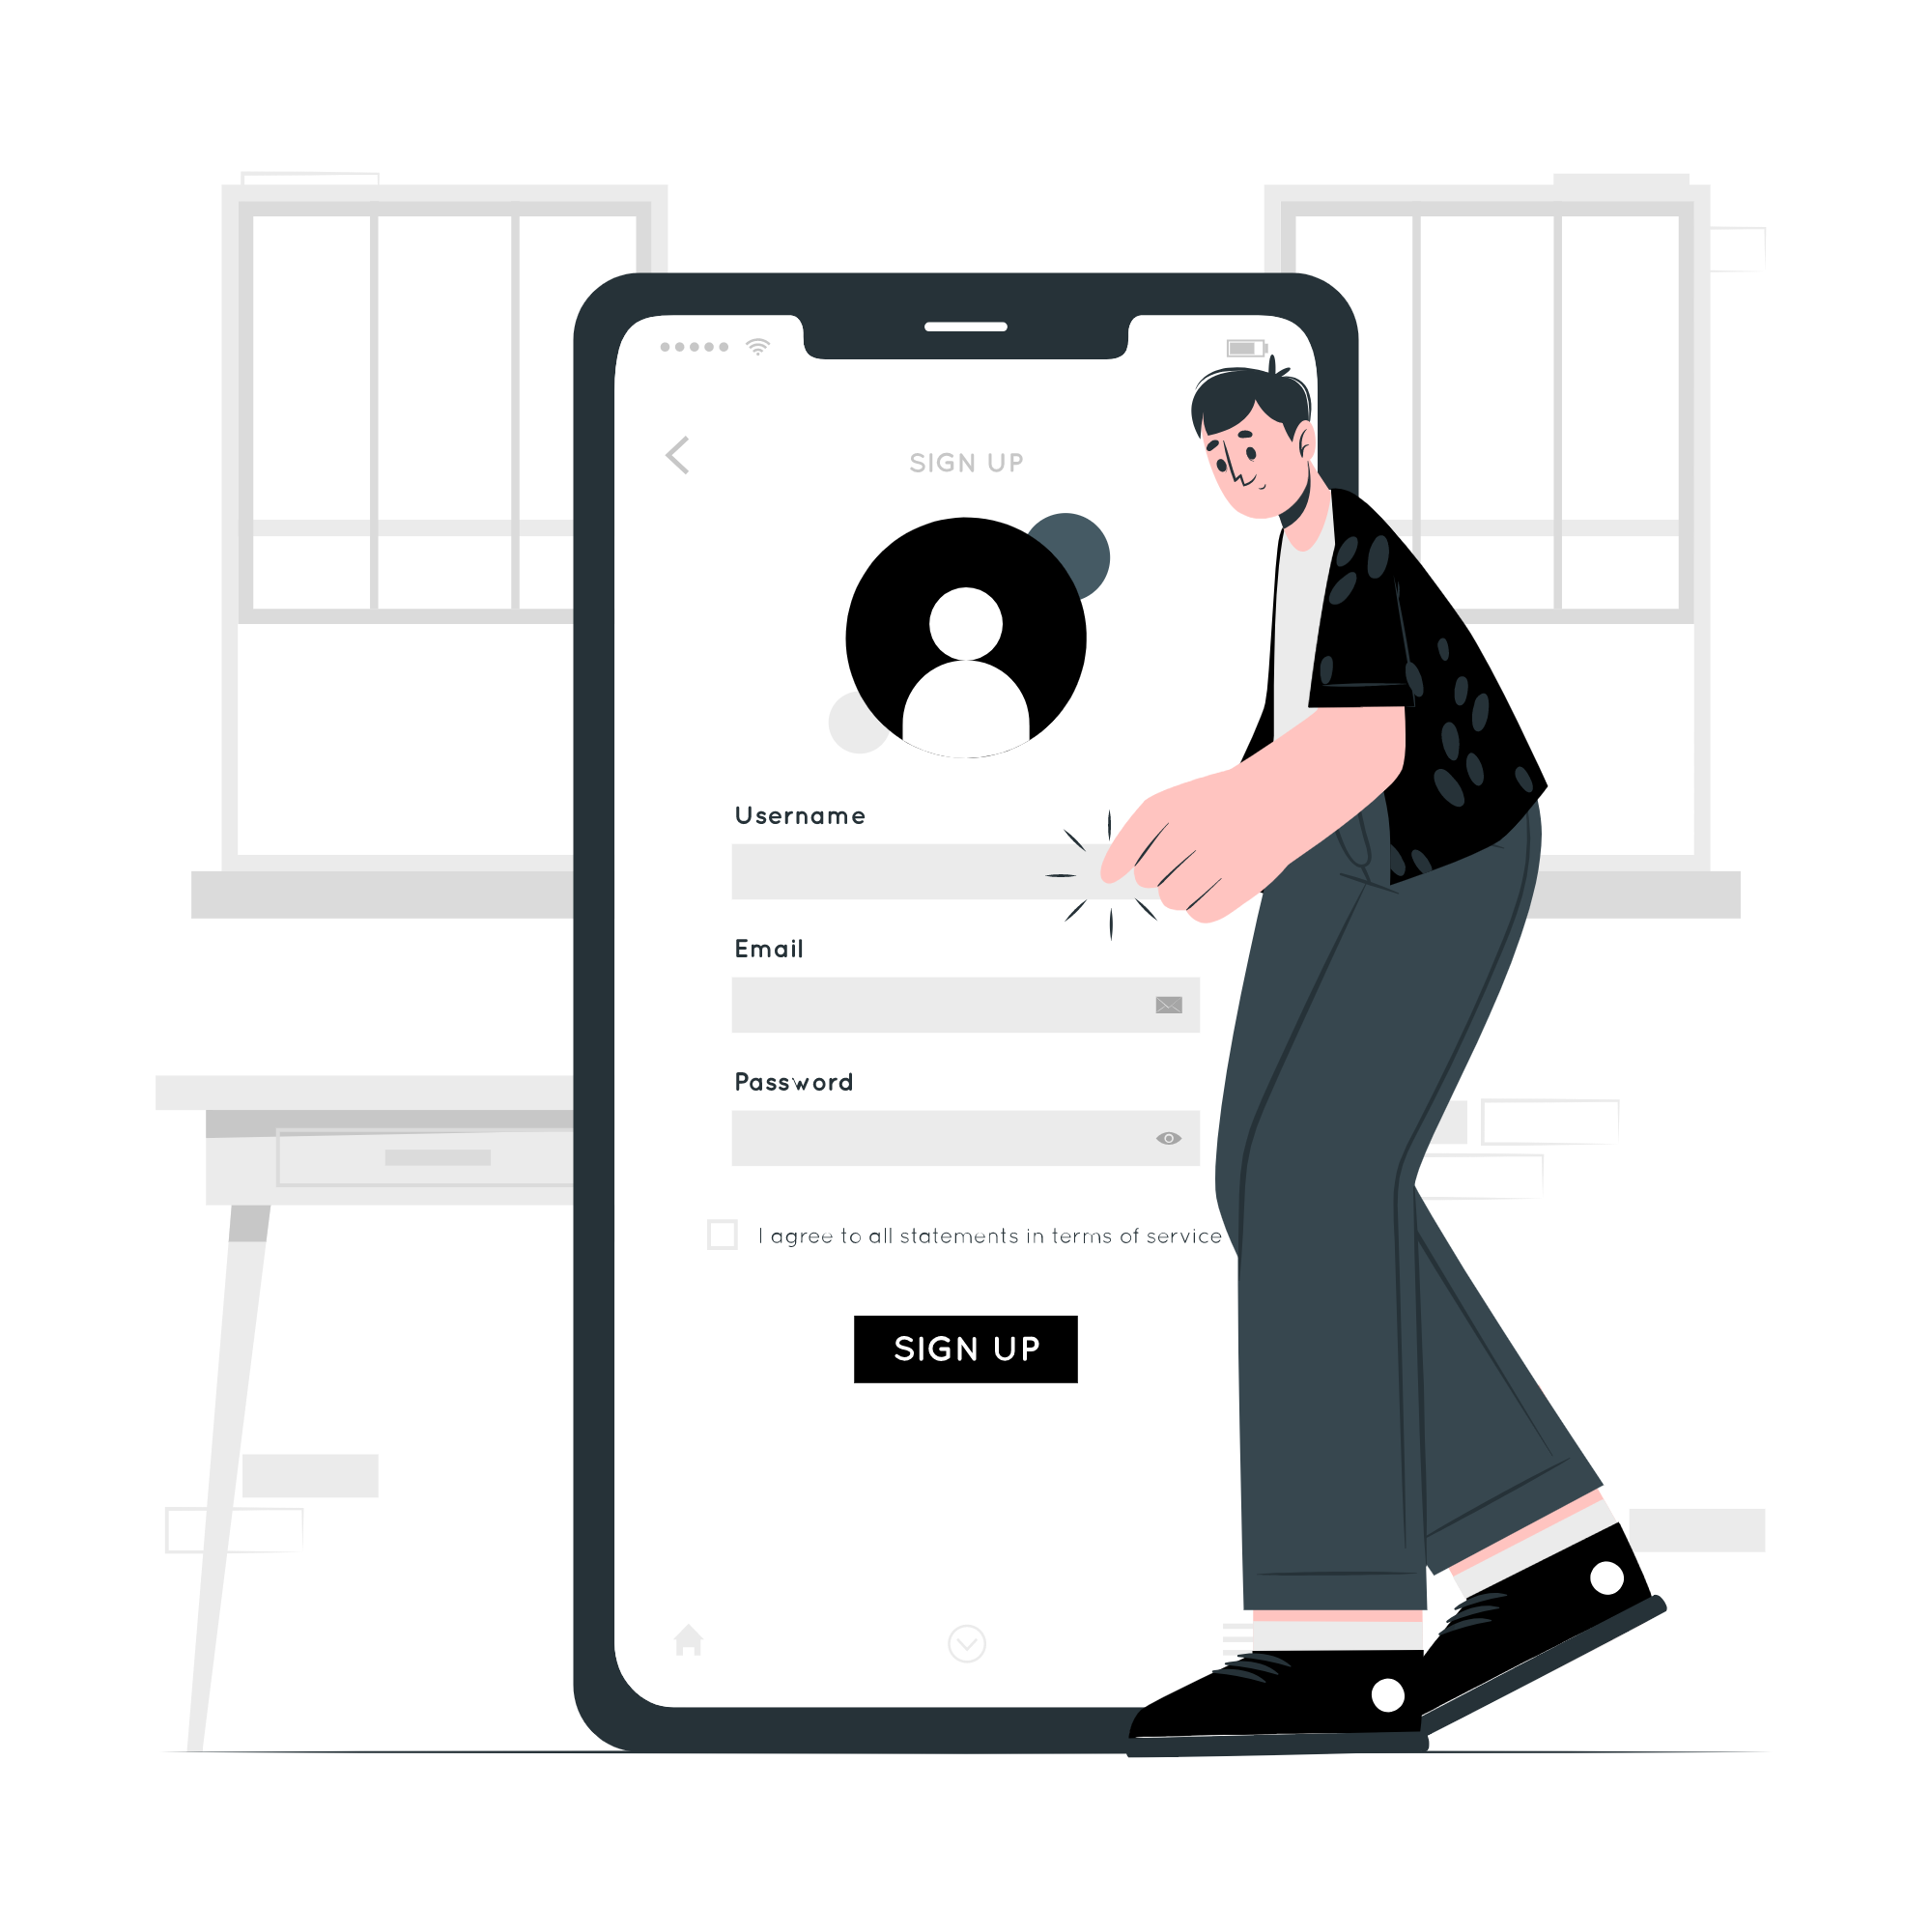 SIGN UP
Username
Email
Password
I agree to all statements in terms of service
SIGN UP